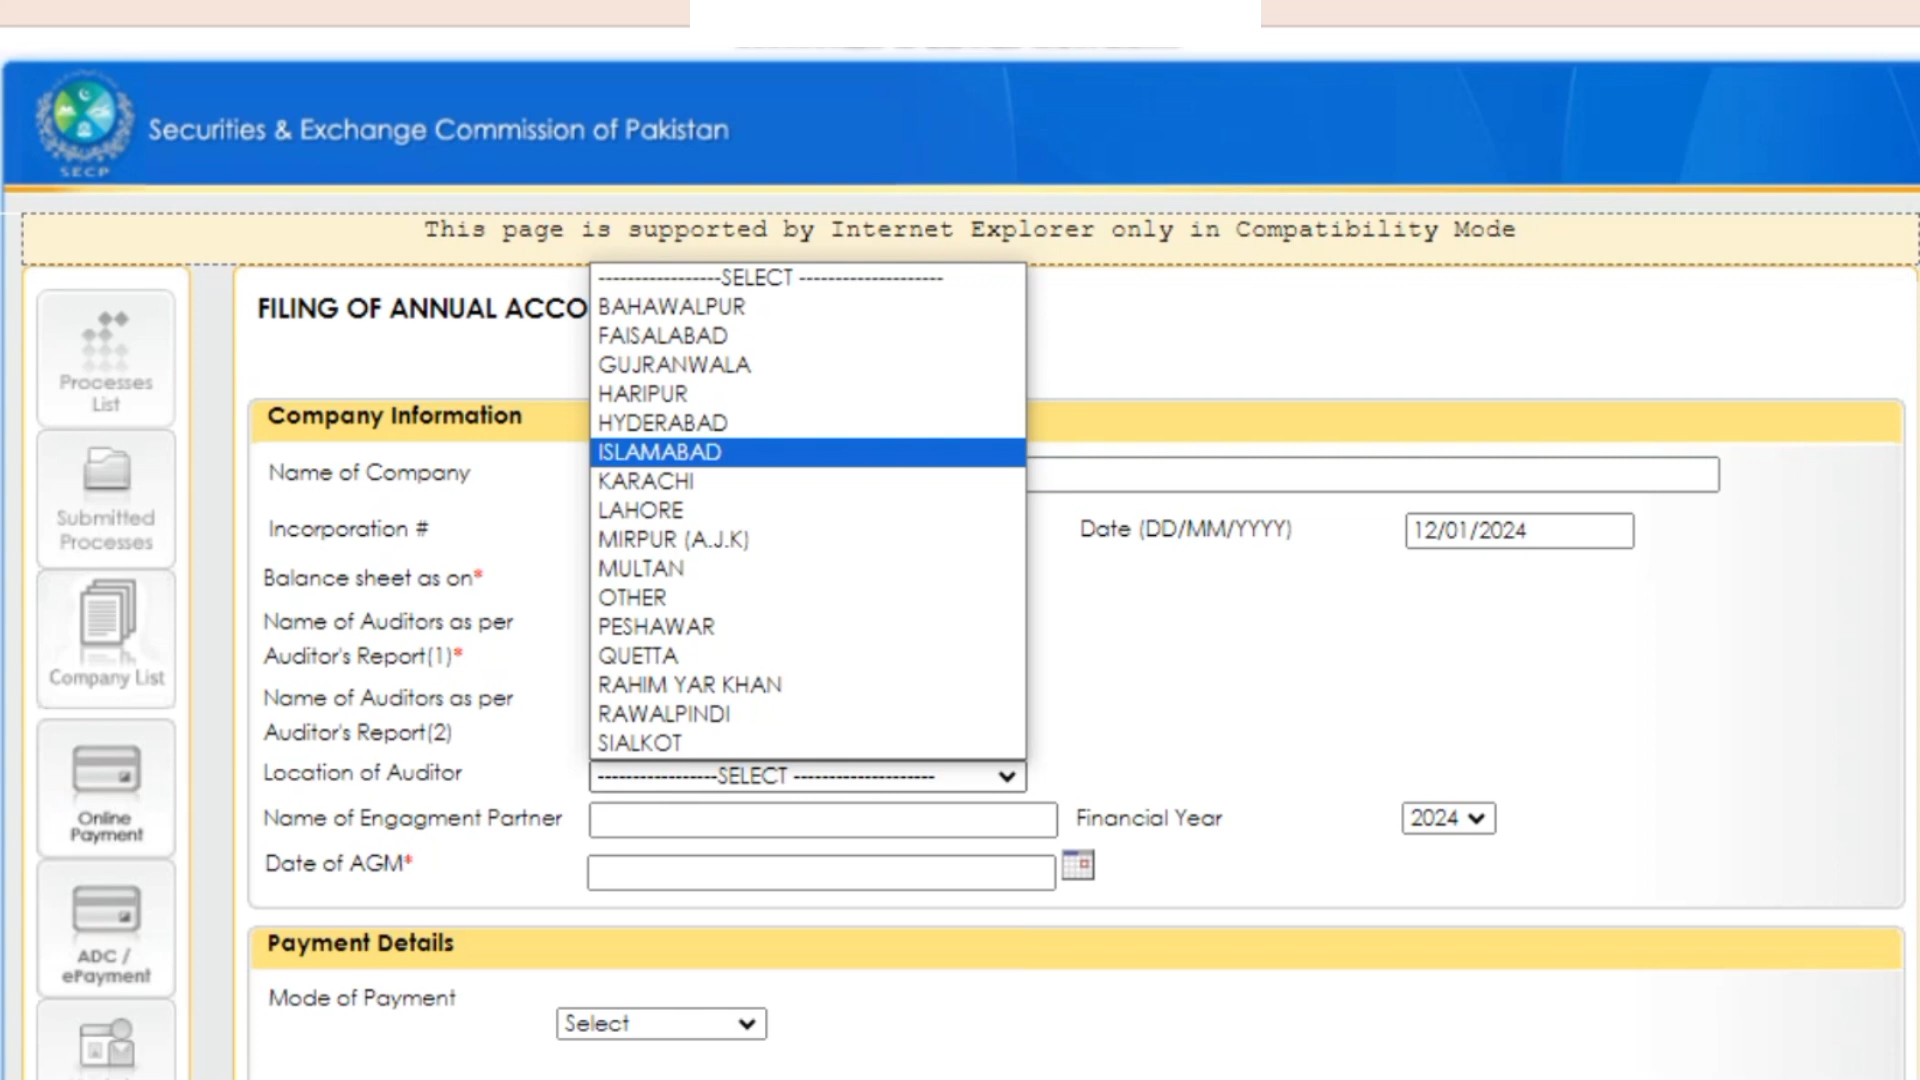 Securities & Exchange Commission of Pakistan
SECP
This page is supported by Internet Explorer only in Compatibility Mode
Processes
List
Submitted
Processes
Company List
Online
Payment
ADC /
ePayment
FILING OF ANNUAL ACCO
Company Information
Name of Company
Incorporation #
Date (DD/MM/YYYY)
12/01/2024
Balance sheet as on*
Name of Auditors as per
Auditor's Report(1)*
Name of Auditors as per
Auditor's Report(2)
------------------SELECT ---------------------
BAHAWALPUR
FAISALABAD
GUJRANWALA
HARIPUR
HYDERABAD
ISLAMABAD
KARACHI
LAHORE
MIRPUR (A.J.K)
MULTAN
OTHER
PESHAWAR
QUETTA
RAHIM YAR KHAN
RAWALPINDI
SIALKOT
Location of Auditor
------------------SELECT ---------------------
Name of Engagment Partner
Financial Year
2024
Date of AGM*
Payment Details
Mode of Payment
Select